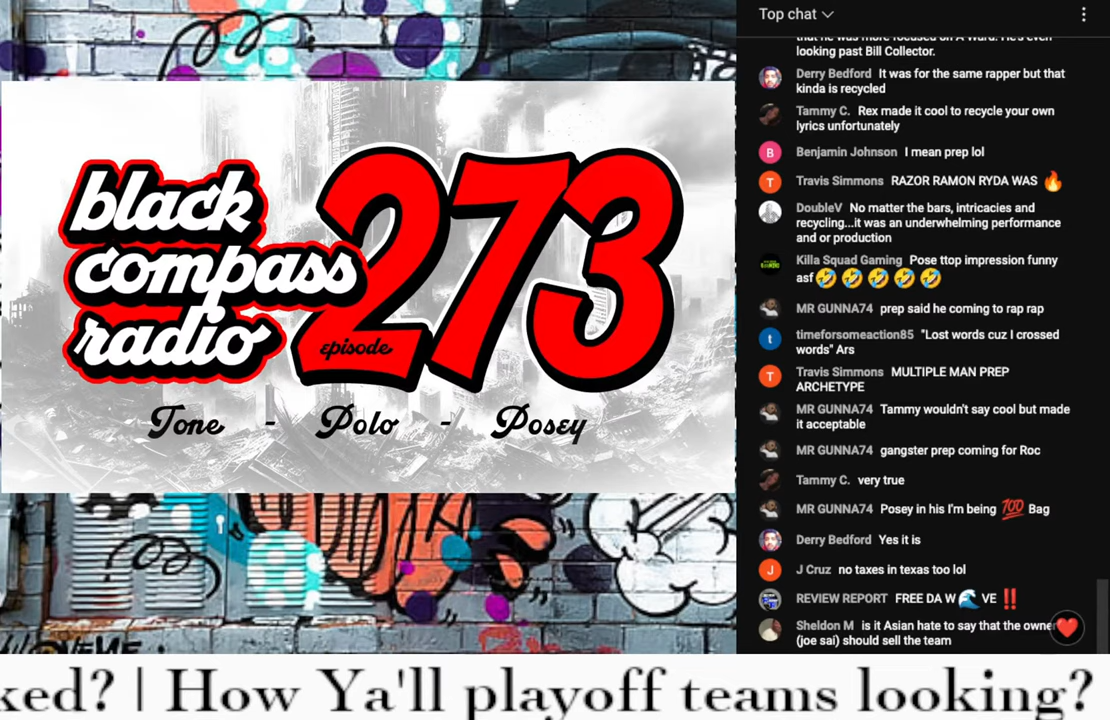 black
compass
radio
273
episode
Tone - Polo - Posey
Top chat
that he was more focused on A Ward. He's even
looking past Bill Collector.
Derry Bedford It was for the same rapper but that
kinda is recycled
Tammy C. Rex made it cool to recycle your own
lyrics unfortunately
B
Benjamin Johnson I mean prep lol
T
Travis Simmons RAZOR RAMON RYDA WAS 🔥
DoubleV No matter the bars, intricacies and
recycling...it was an underwhelming performance
and or production
Killa Squad Gaming Pose ttop impression funny
asf 🤣 🤣 🤣 🤣 🤣
MR GUNNA74 prep said he coming to rap rap
t
timeforsomeaction85 "Lost words cuz I crossed
words" Ars
T
Travis Simmons MULTIPLE MAN PREP
ARCHETYPE
MR GUNNA74 Tammy wouldn't say cool but made
it acceptable
MR GUNNA74 gangster prep coming for Roc
Tammy C. very true
MR GUNNA74 Posey in his I'm being 💯 Bag
Derry Bedford Yes it is
J
J Cruz no taxes in texas too lol
REVIEW REPORT FREE DA W 🌊 VE ‼️
Sheldon M is it Asian hate to say that the owner
(joe sai) should sell the team
ked? | How Ya'll playoff teams looking?